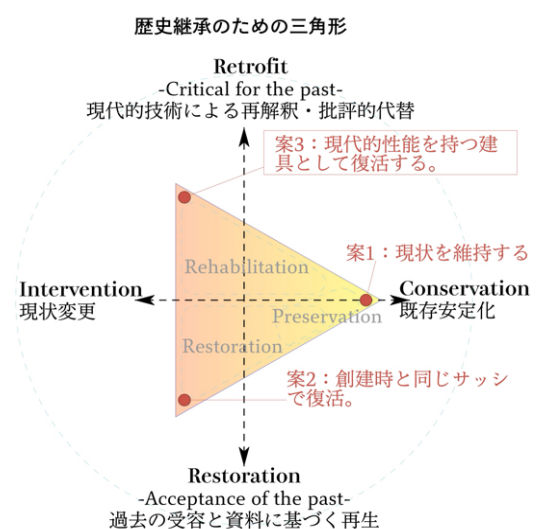 歴史継承のための三角形
Retrofit
-Critical for the past-
現代的技術による再解釈・批評的代替
案3：現代的性能を持つ建
具として復活する。
案1：現状を維持する
Rehabilitation
Intervention
現状変更
Conservation
既存安定化
Preservation
Restoration
案2：創建時と同じサッシ
で復活。
Restoration
-Acceptance of the past-
過去の受容と資料に基づく再生